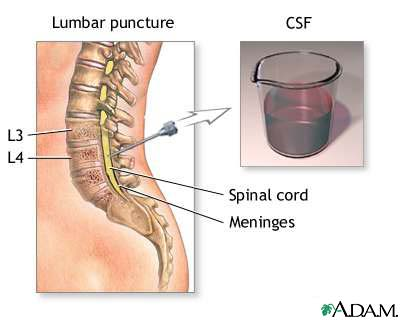 Lumbar puncture
CSF
L3
L4
Spinal cord
Meninges
A.D.A.M.